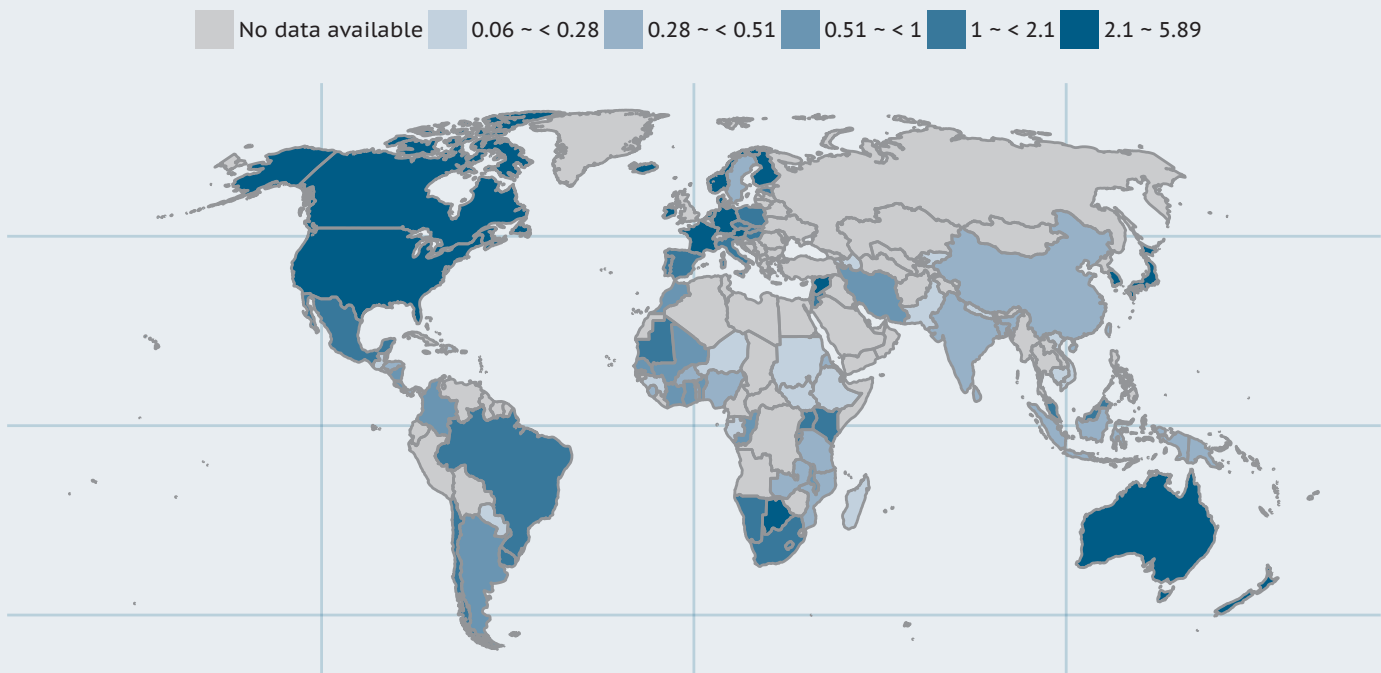 No data available 0.06 ~ < 0.28 0.28 ~ < 0.51 0.51 ~ < 1 1 ~ < 2.1 2.1 ~ 5.89